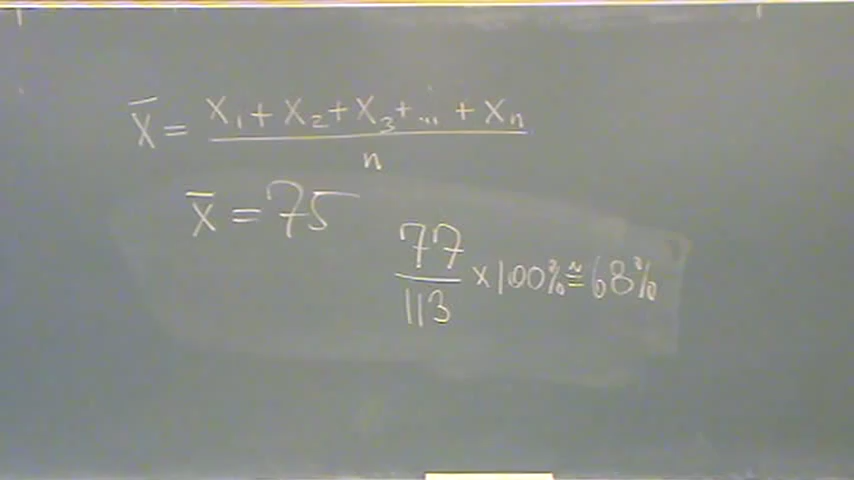 x̄ = (x₁ + x₂ + x₃ + ... + xₙ) / n
x̄ = 75
77/113 × 100% ≅ 68%